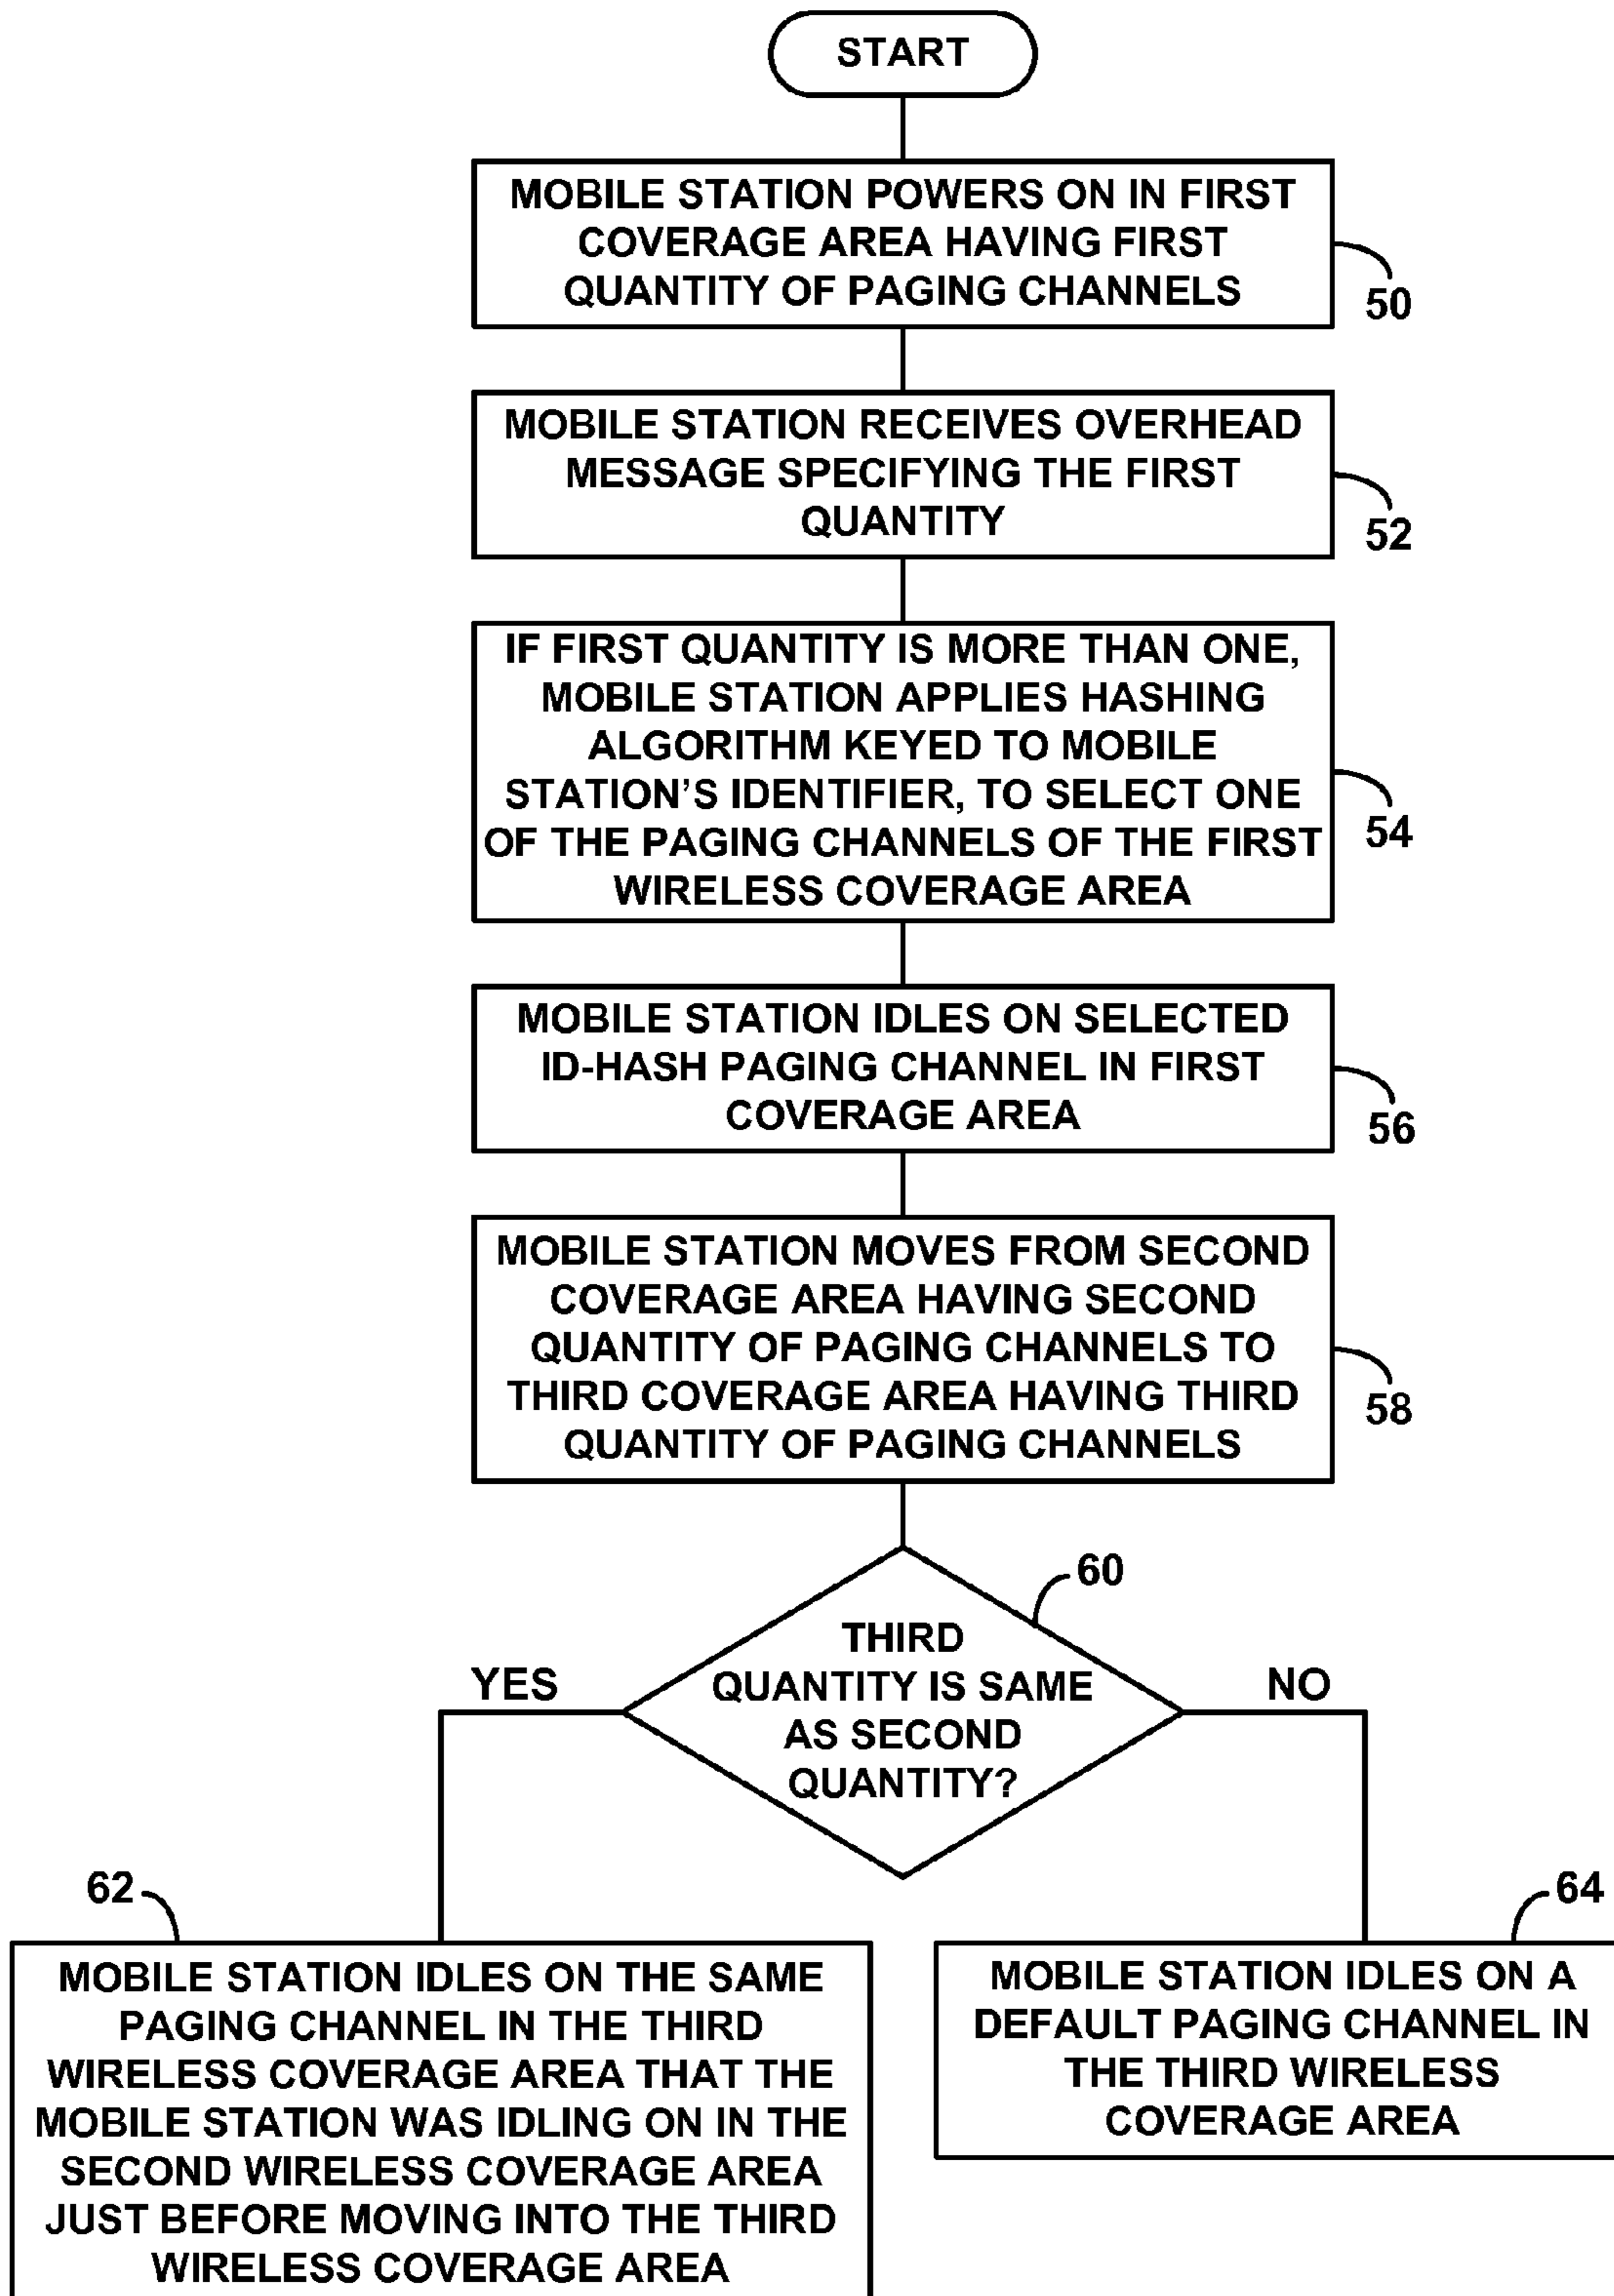 START
MOBILE STATION POWERS ON IN FIRST
COVERAGE AREA HAVING FIRST
QUANTITY OF PAGING CHANNELS
50
MOBILE STATION RECEIVES OVERHEAD
MESSAGE SPECIFYING THE FIRST
QUANTITY
52
IF FIRST QUANTITY IS MORE THAN ONE,
MOBILE STATION APPLIES HASHING
ALGORITHM KEYED TO MOBILE
STATION'S IDENTIFIER, TO SELECT ONE
OF THE PAGING CHANNELS OF THE FIRST
WIRELESS COVERAGE AREA
54
MOBILE STATION IDLES ON SELECTED
ID-HASH PAGING CHANNEL IN FIRST
COVERAGE AREA
56
MOBILE STATION MOVES FROM SECOND
COVERAGE AREA HAVING SECOND
QUANTITY OF PAGING CHANNELS TO
THIRD COVERAGE AREA HAVING THIRD
QUANTITY OF PAGING CHANNELS
58
60
THIRD
QUANTITY IS SAME
AS SECOND
QUANTITY?
YES
NO
62
MOBILE STATION IDLES ON THE SAME
PAGING CHANNEL IN THE THIRD
WIRELESS COVERAGE AREA THAT THE
MOBILE STATION WAS IDLING ON IN THE
SECOND WIRELESS COVERAGE AREA
JUST BEFORE MOVING INTO THE THIRD
WIRELESS COVERAGE AREA
64
MOBILE STATION IDLES ON A
DEFAULT PAGING CHANNEL IN
THE THIRD WIRELESS
COVERAGE AREA